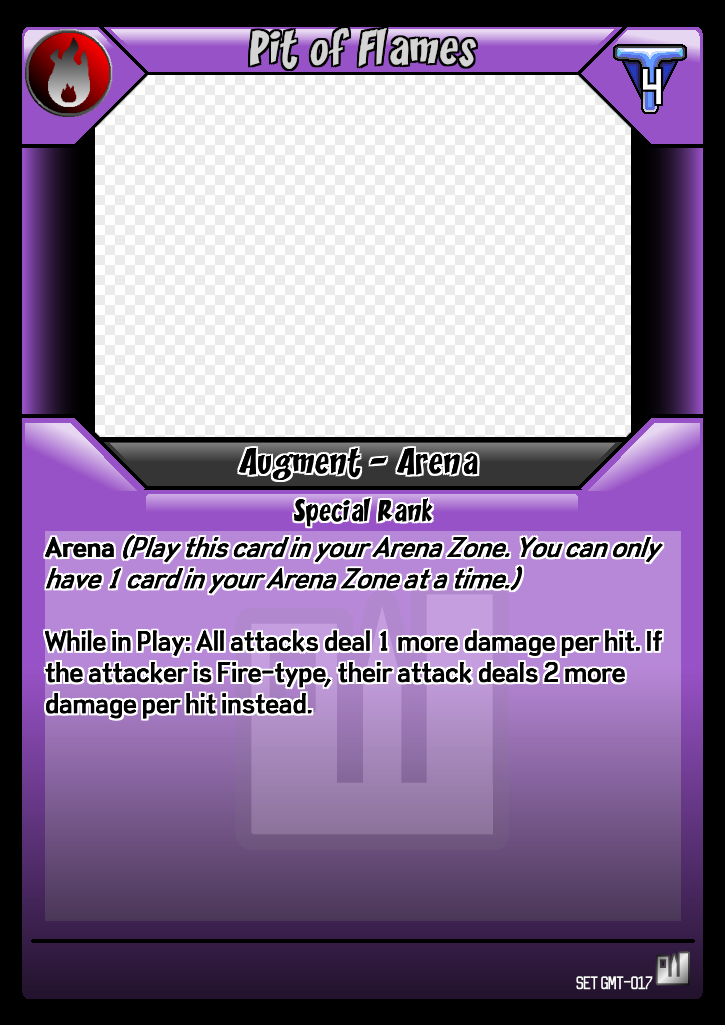 Pit of Flames
4
Augment - Arena
Special Rank
Arena (Play this card in your Arena Zone. You can only
have 1 card in your Arena Zone at a time.)
While in Play: All attacks deal 1 more damage per hit. If
the attacker is Fire-type, their attack deals 2 more
damage per hit instead.
SET GMT-017